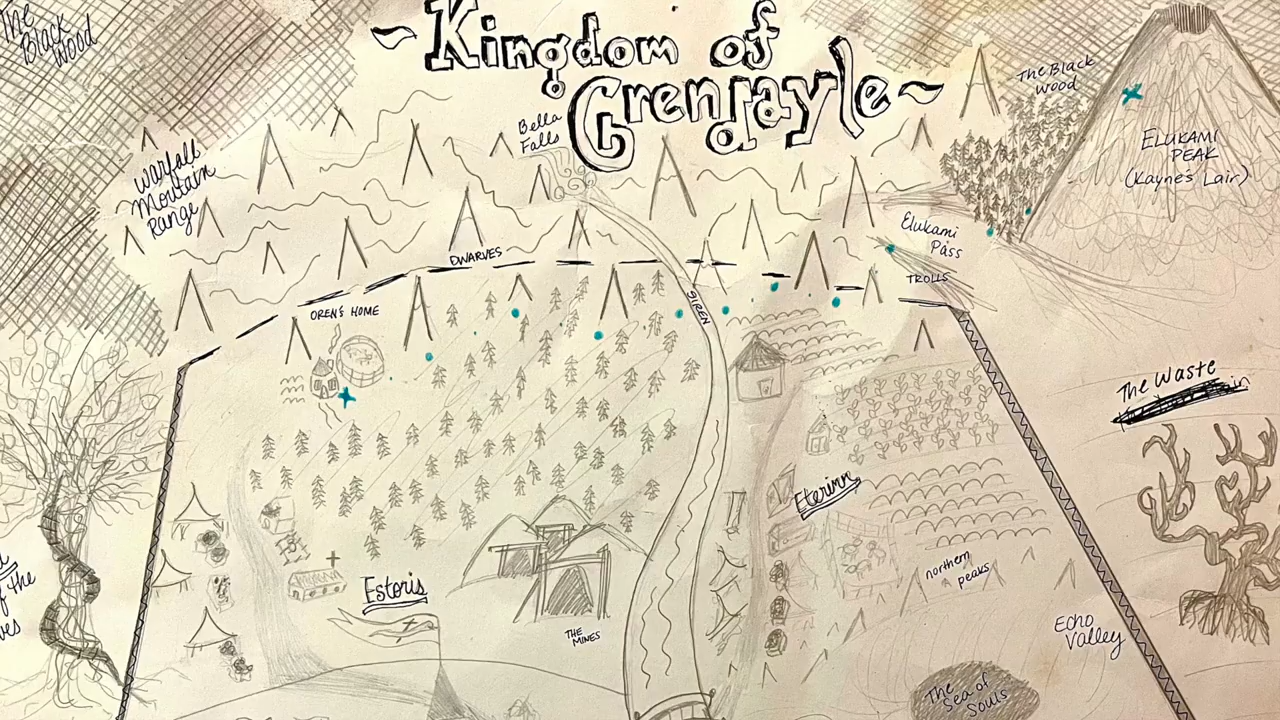 The
Black
Wood
~Kingdom of
Grendayle~
The Black
Wood
Bella
Falls
ELUKAMI
PEAK
(Kayne's Lair)
Warfall
Mountain
Range
Elukami
Pass
DWARVES
TROLLS
OREN'S HOME
SIREN
The Waste
Eterinn
northern
peaks
Estoris
THE
MINES
Echo
Valley
of the
The
Sea of
Souls